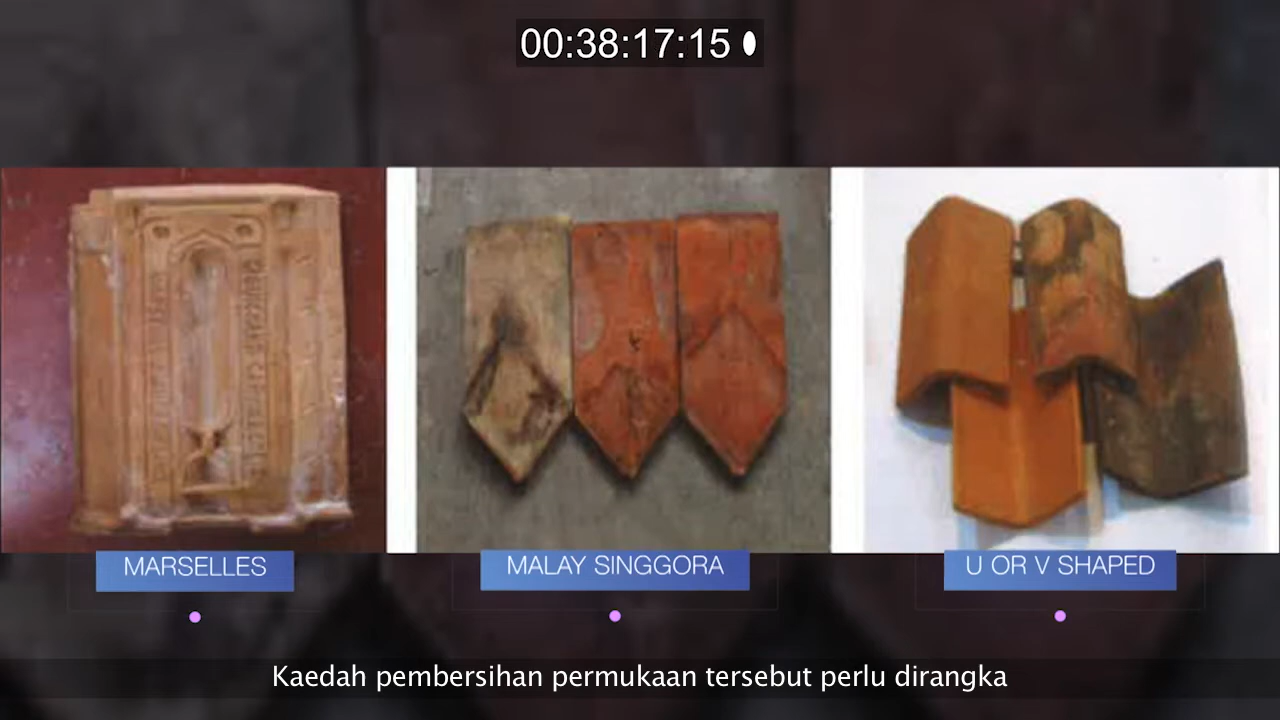 00:38:17:15
MARSELLES
MALAY SINGGORA
U OR V SHAPED
Kaedah pembersihan permukaan tersebut perlu dirangka